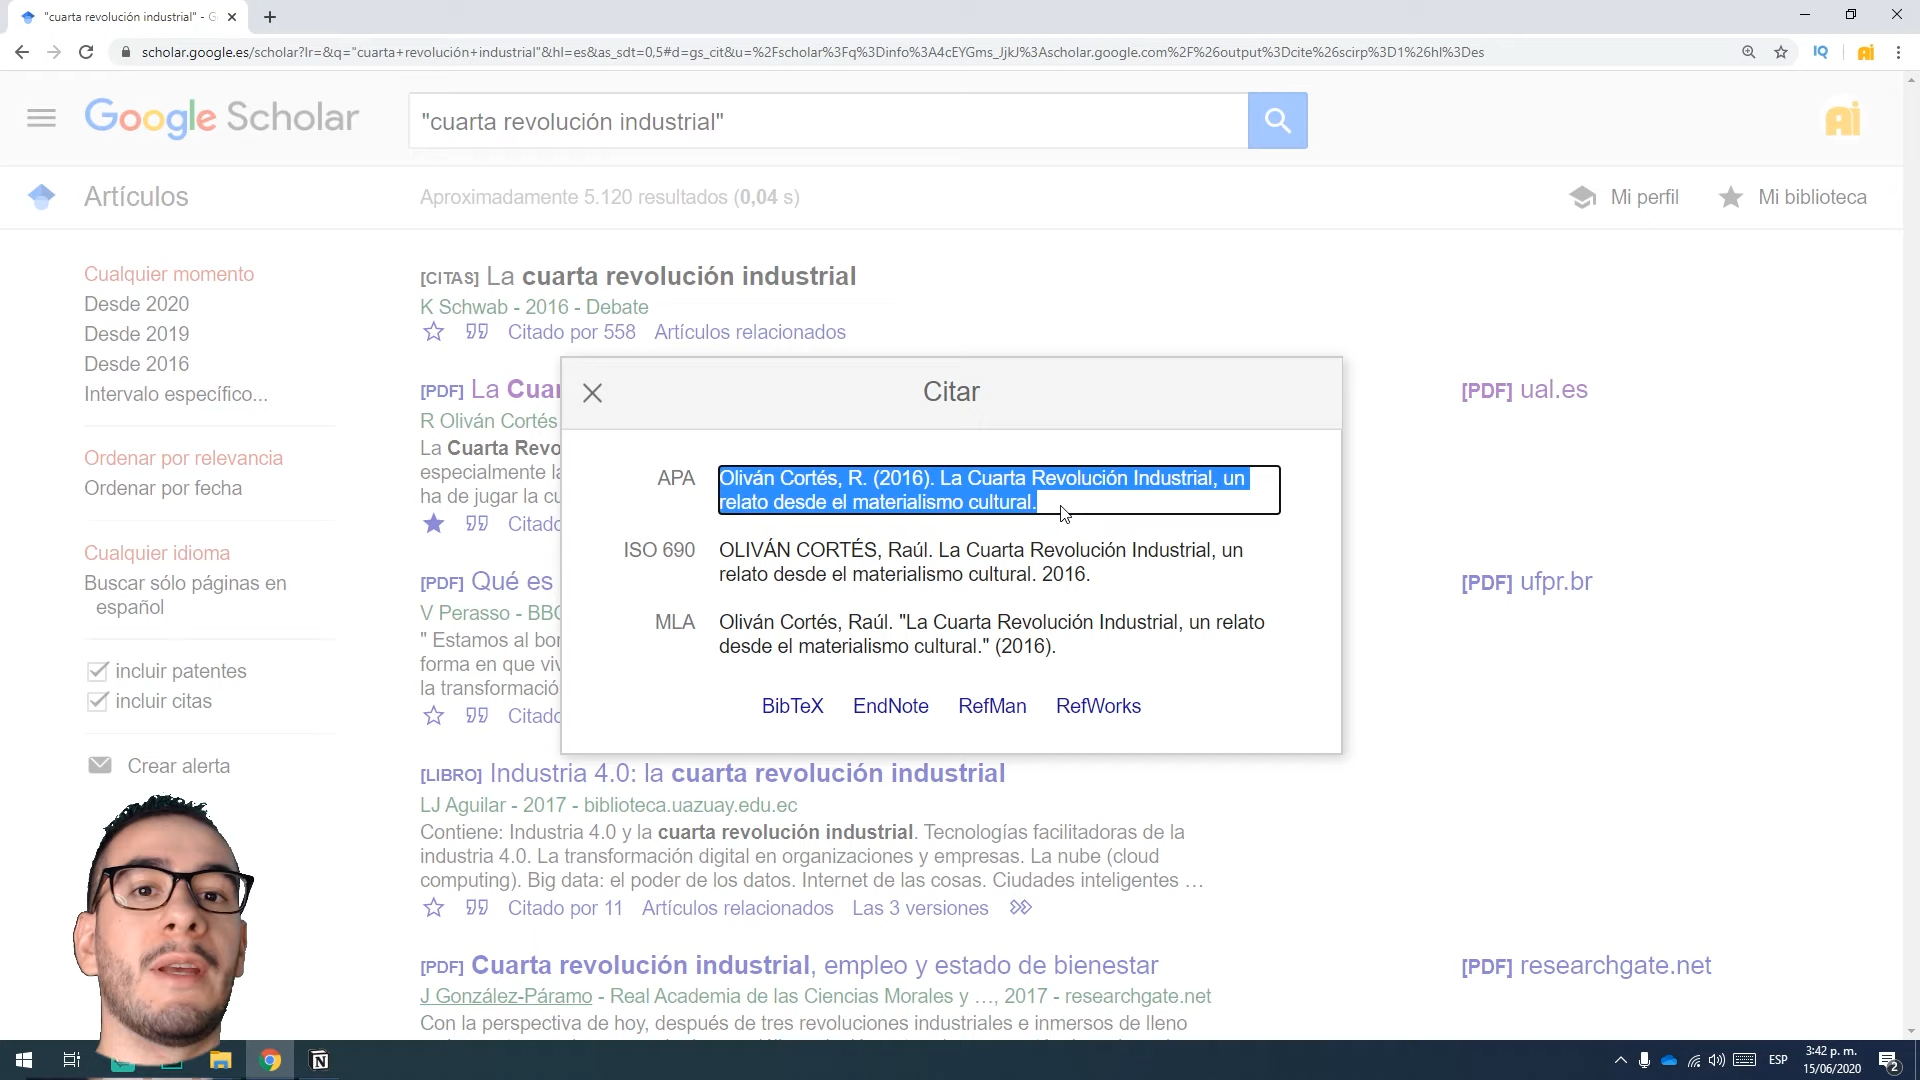 "cuarta revolución industrial" - G
scholar.google.es/scholar?lr=&q="cuarta+revolución+industrial"&hl=es&as_sdt=0,5#d=gs_cit&u=%2Fscholar%3Fq%3Dinfo%3A4cEYGms_JjkJ%3Ascholar.google.com%2F%26output%3Dcite%26scirp%3D1%26hl%3Des
IQ
ai
Google Scholar
"cuarta revolución industrial"
ai
Artículos
Aproximadamente 5.120 resultados (0,04 s)
Mi perfil
Mi biblioteca
Cualquier momento
Desde 2020
Desde 2019
Desde 2016
Intervalo específico...
Ordenar por relevancia
Ordenar por fecha
Cualquier idioma
Buscar sólo páginas en
español
incluir patentes
incluir citas
Crear alerta
[CITAS] La cuarta revolución industrial
K Schwab - 2016 - Debate
Citado por 558 Artículos relacionados
[PDF] La Cuar
R Oliván Cortés
La Cuarta Revo
especialmente la
ha de jugar la cu
Citado
[PDF] ual.es
[PDF] Qué es
V Perasso - BBC
" Estamos al bor
forma en que viv
la transformació
Citado
[PDF] ufpr.br
Citar
APA
Oliván Cortés, R. (2016). La Cuarta Revolución Industrial, un
relato desde el materialismo cultural.
ISO 690
OLIVÁN CORTÉS, Raúl. La Cuarta Revolución Industrial, un
relato desde el materialismo cultural. 2016.
MLA
Oliván Cortés, Raúl. "La Cuarta Revolución Industrial, un relato
desde el materialismo cultural." (2016).
BibTeX EndNote RefMan RefWorks
[LIBRO] Industria 4.0: la cuarta revolución industrial
LJ Aguilar - 2017 - biblioteca.uazuay.edu.ec
Contiene: Industria 4.0 y la cuarta revolución industrial. Tecnologías facilitadoras de la
industria 4.0. La transformación digital en organizaciones y empresas. La nube (cloud
computing). Big data: el poder de los datos. Internet de las cosas. Ciudades inteligentes …
Citado por 11 Artículos relacionados Las 3 versiones
[PDF] Cuarta revolución industrial, empleo y estado de bienestar
J González-Páramo - Real Academia de las Ciencias Morales y …, 2017 - researchgate.net
Con la perspectiva de hoy, después de tres revoluciones industriales e inmersos de lleno
[PDF] researchgate.net
N
ESP
3:42 p. m.
15/06/2020
2